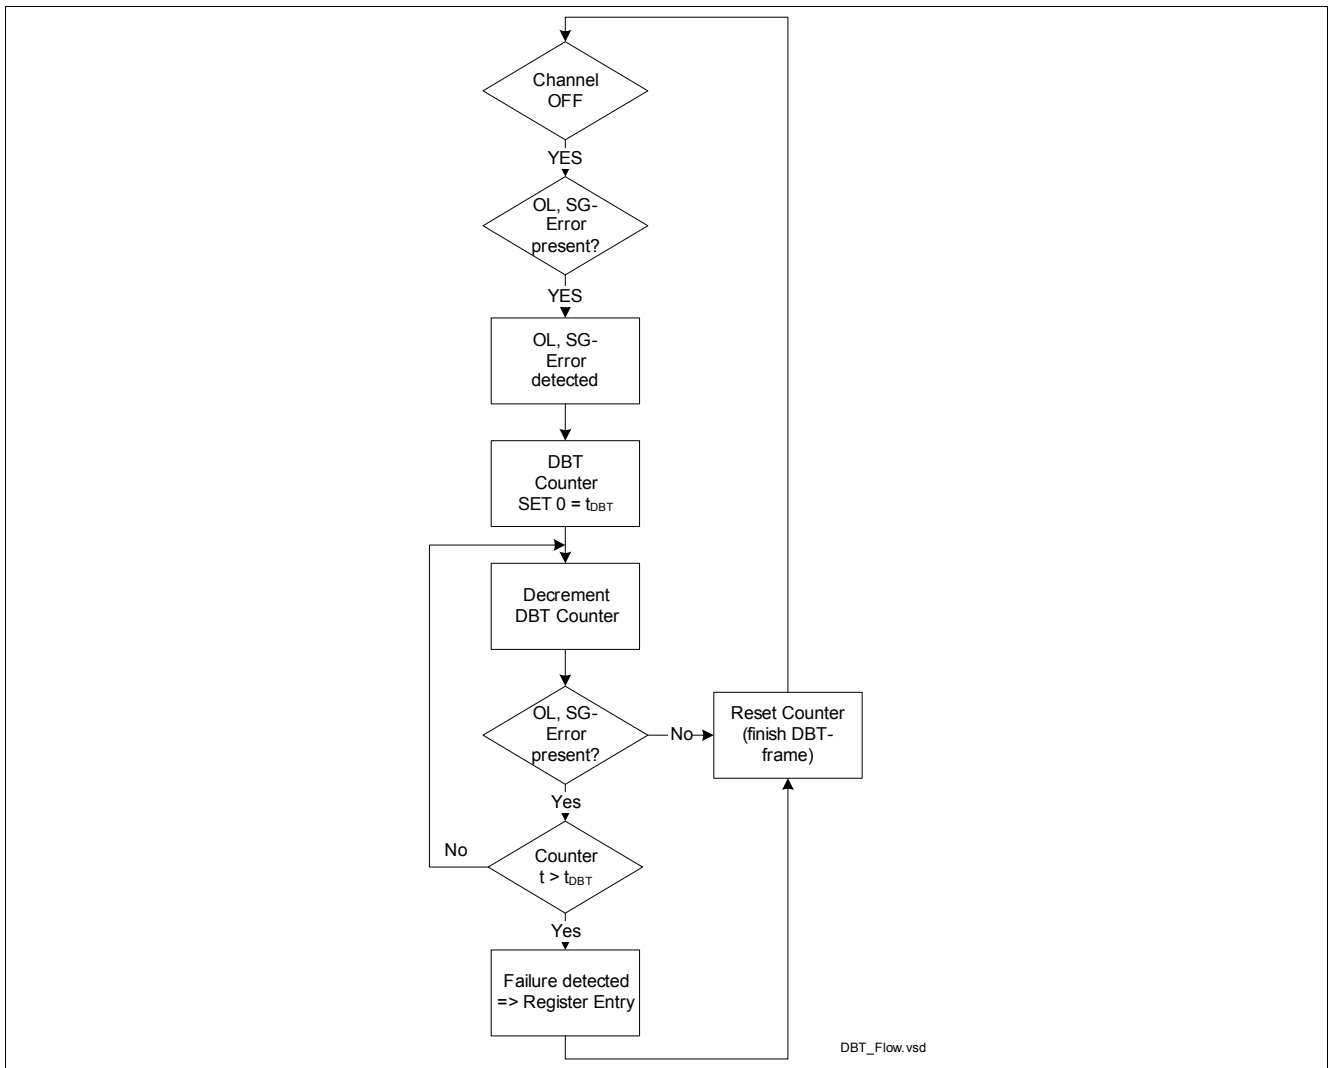 Channel
OFF
YES
OL, SG-
Error
present?
YES
OL, SG-
Error
detected
DBT
Counter
SET 0 = tDBT
Decrement
DBT Counter
OL, SG-
Error
present?
No
Reset Counter
(finish DBT-
frame)
Yes
No
Counter
t > tDBT
Yes
Failure detected
=> Register Entry
DBT_Flow.vsd